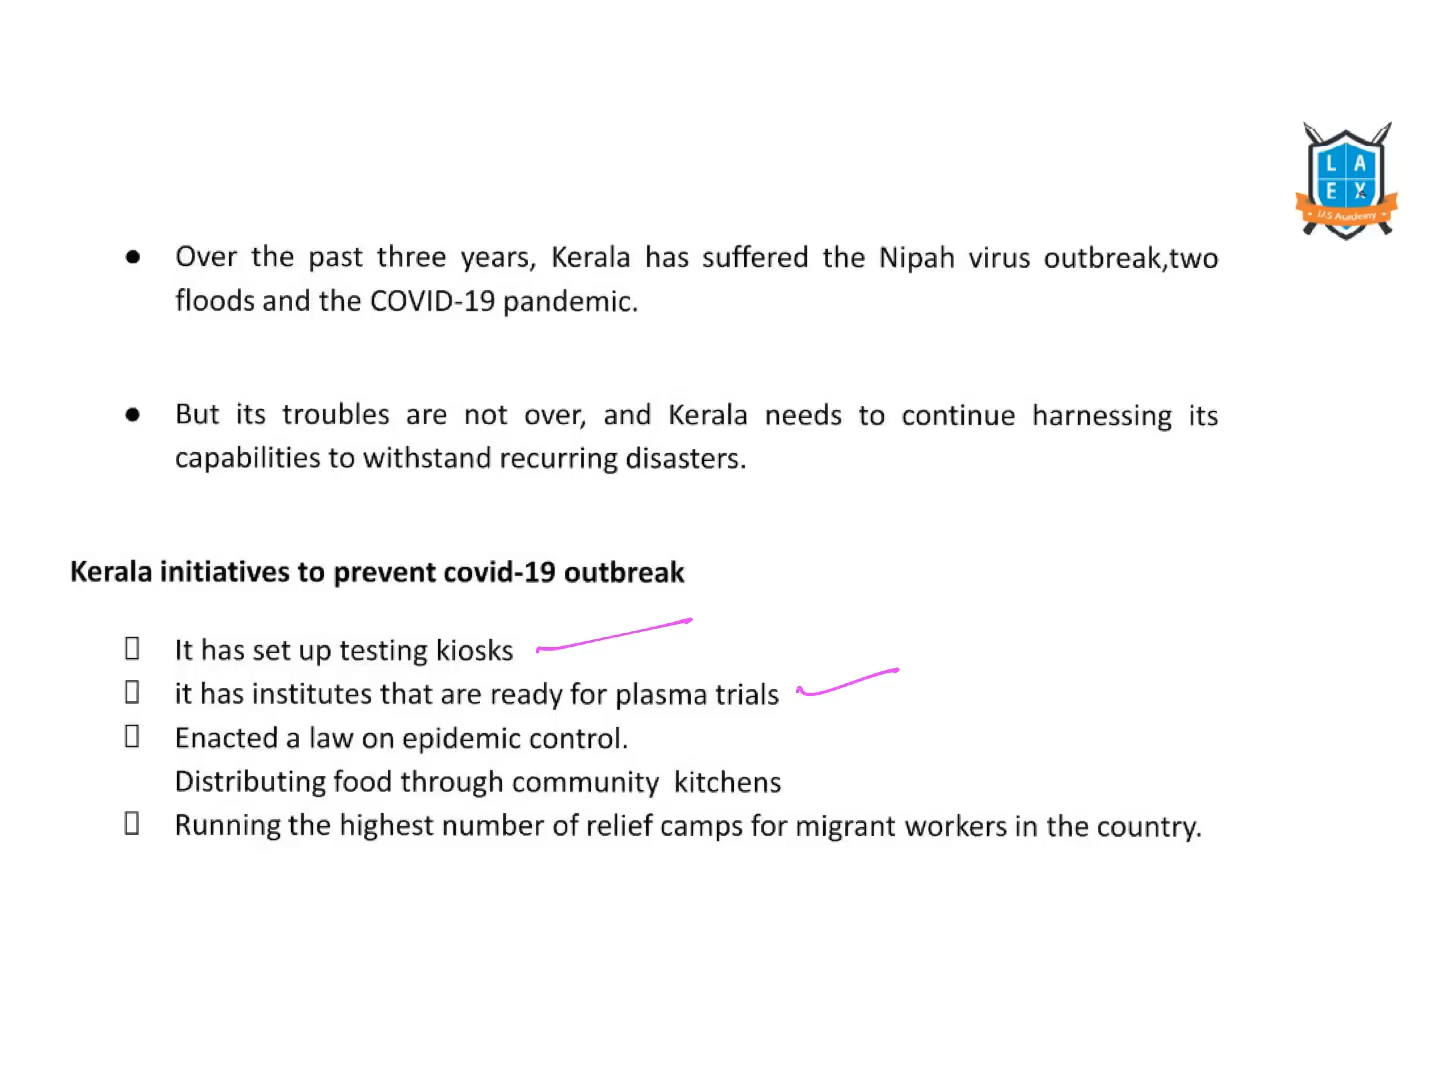 L A
E X
IAS Academy
● Over the past three years, Kerala has suffered the Nipah virus outbreak,two
floods and the COVID-19 pandemic.
● But its troubles are not over, and Kerala needs to continue harnessing its
capabilities to withstand recurring disasters.
Kerala initiatives to prevent covid-19 outbreak
▯ It has set up testing kiosks
▯ it has institutes that are ready for plasma trials
▯ Enacted a law on epidemic control.
Distributing food through community kitchens
▯ Running the highest number of relief camps for migrant workers in the country.